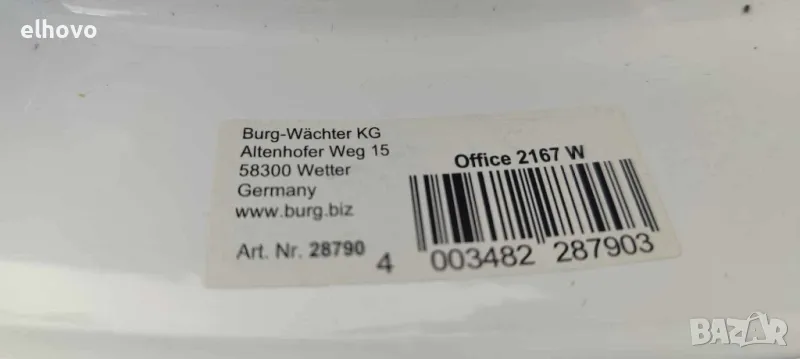 elhovo
Burg-Wächter KG
Altenhofer Weg 15
58300 Wetter
Germany
www.burg.biz
Art. Nr. 28790
Office 2167 W
4 003482 287903
BAZAR